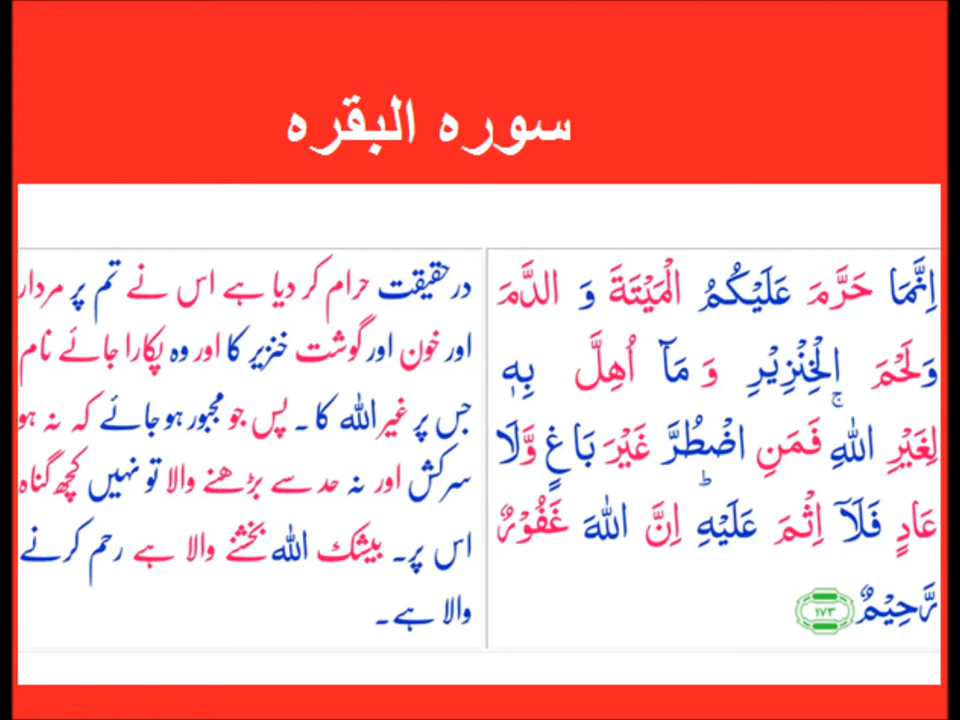 سورہ البقرہ
اِنَّمَا حَرَّمَ عَلَيْكُمُ الْمَيْتَةَ وَ الدَّمَ
وَلَحْمَ الْخِنْزِيْرِ وَ مَاۤ اُهِلَّ بِهٖ
لِغَيْرِ اللّٰهِ ۚ فَمَنِ اضْطُرَّ غَيْرَ بَاغٍ وَّلَا
عَادٍ فَلَاۤ اِثْمَ عَلَيْهِ ؕ اِنَّ اللّٰهَ غَفُوْرٌ
رَّحِيْمٌ ۱۷۳
درحقیقت حرام کر دیا ہے اس نے تم پر مردار
اور خون اور گوشت خنزیر کا اور وہ پکارا جائے نام
جس پر غیر اللہ کا ۔ پس جو مجبور ہو جائے کہ نہ ہو
سرکش اور نہ حد سے بڑھنے والا تو نہیں کچھ گناہ
اس پر۔ بیشک اللہ بخشنے والا ہے رحم کرنے
والا ہے۔